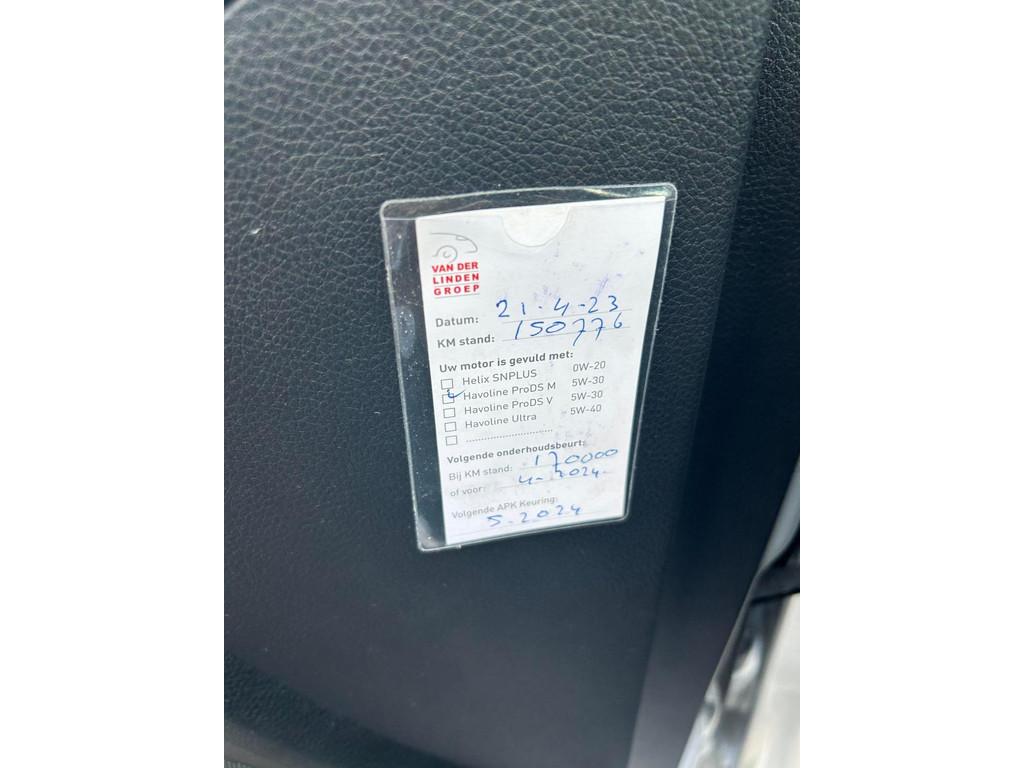 VAN DER
LINDEN
GROEP
Datum: 21-4-23
KM stand: 150776
Uw motor is gevuld met:
Helix SNPLUS 0W-20
Havoline ProDS M 5W-30
Havoline ProDS V 5W-30
Havoline Ultra 5W-40
..............................
Volgende onderhoudsbeurt:
Bij KM stand: 170000
of voor: 4-2024
Volgende APK Keuring:
5-2024